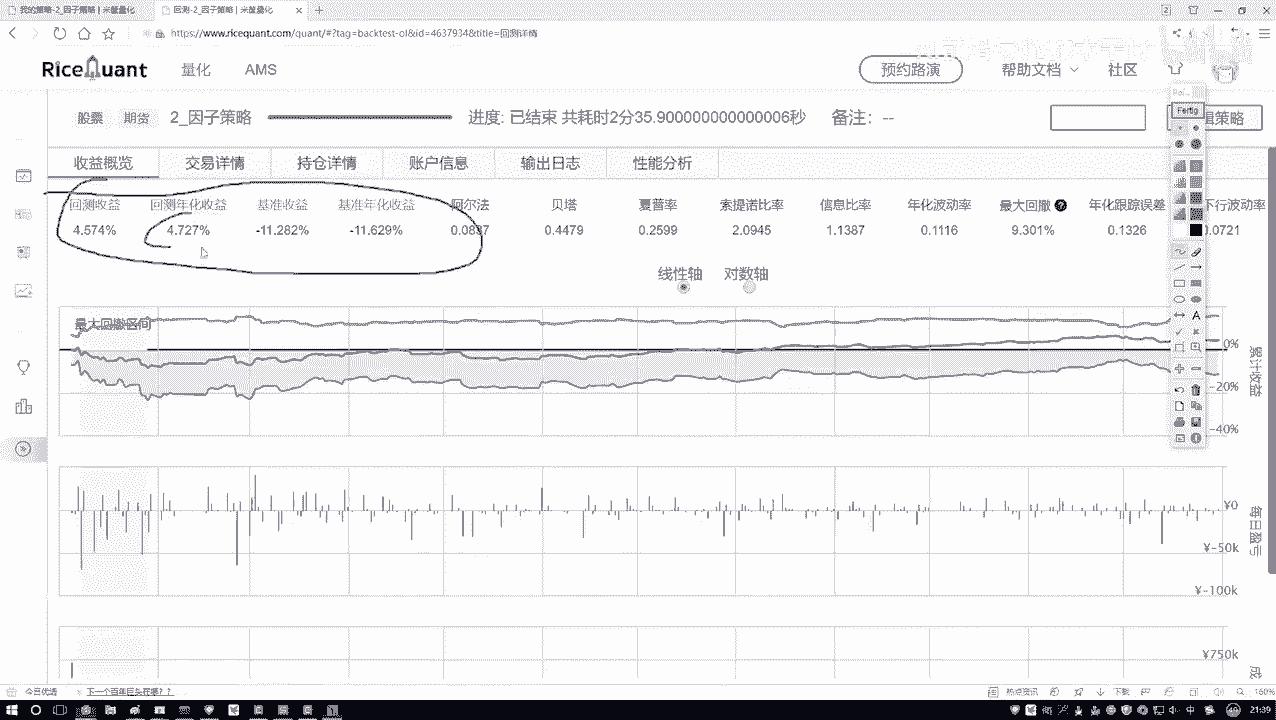 我的策略-2_因子策略 | 米筐量化
回测-2_因子策略 | 米筐量化
https://www.ricequant.com/quant/#?tag=backtest-ol&id=4637934&title=回测详情
RiceQuant 量化 AMS 预约路演 帮助文档 社区
Fertig
股票 期货 2_因子策略 进度: 已结束 共耗时2分35.900000000000006秒 备注: -- 辑策略
收益概览 交易详情 持仓详情 账户信息 输出日志 性能分析
回测收益 回测年化收益 基准收益 基准年化收益 阿尔法 贝塔 夏普率 索提诺比率 信息比率 年化波动率 最大回撤 年化跟踪误差 下行波动率
4.574% 4.727% -11.282% -11.629% 0.4479 0.2599 2.0945 1.1387 0.1116 9.301% 0.1326 0.0721
线性轴 对数轴
最大回撤区间
0%
-20%
-40%
累计收益
¥0
¥-50k
¥-100k
每日盈亏
¥750k
成
今日优选 下一个百年巨头在哪？？ 热点资讯 下载 160%
中 21:39